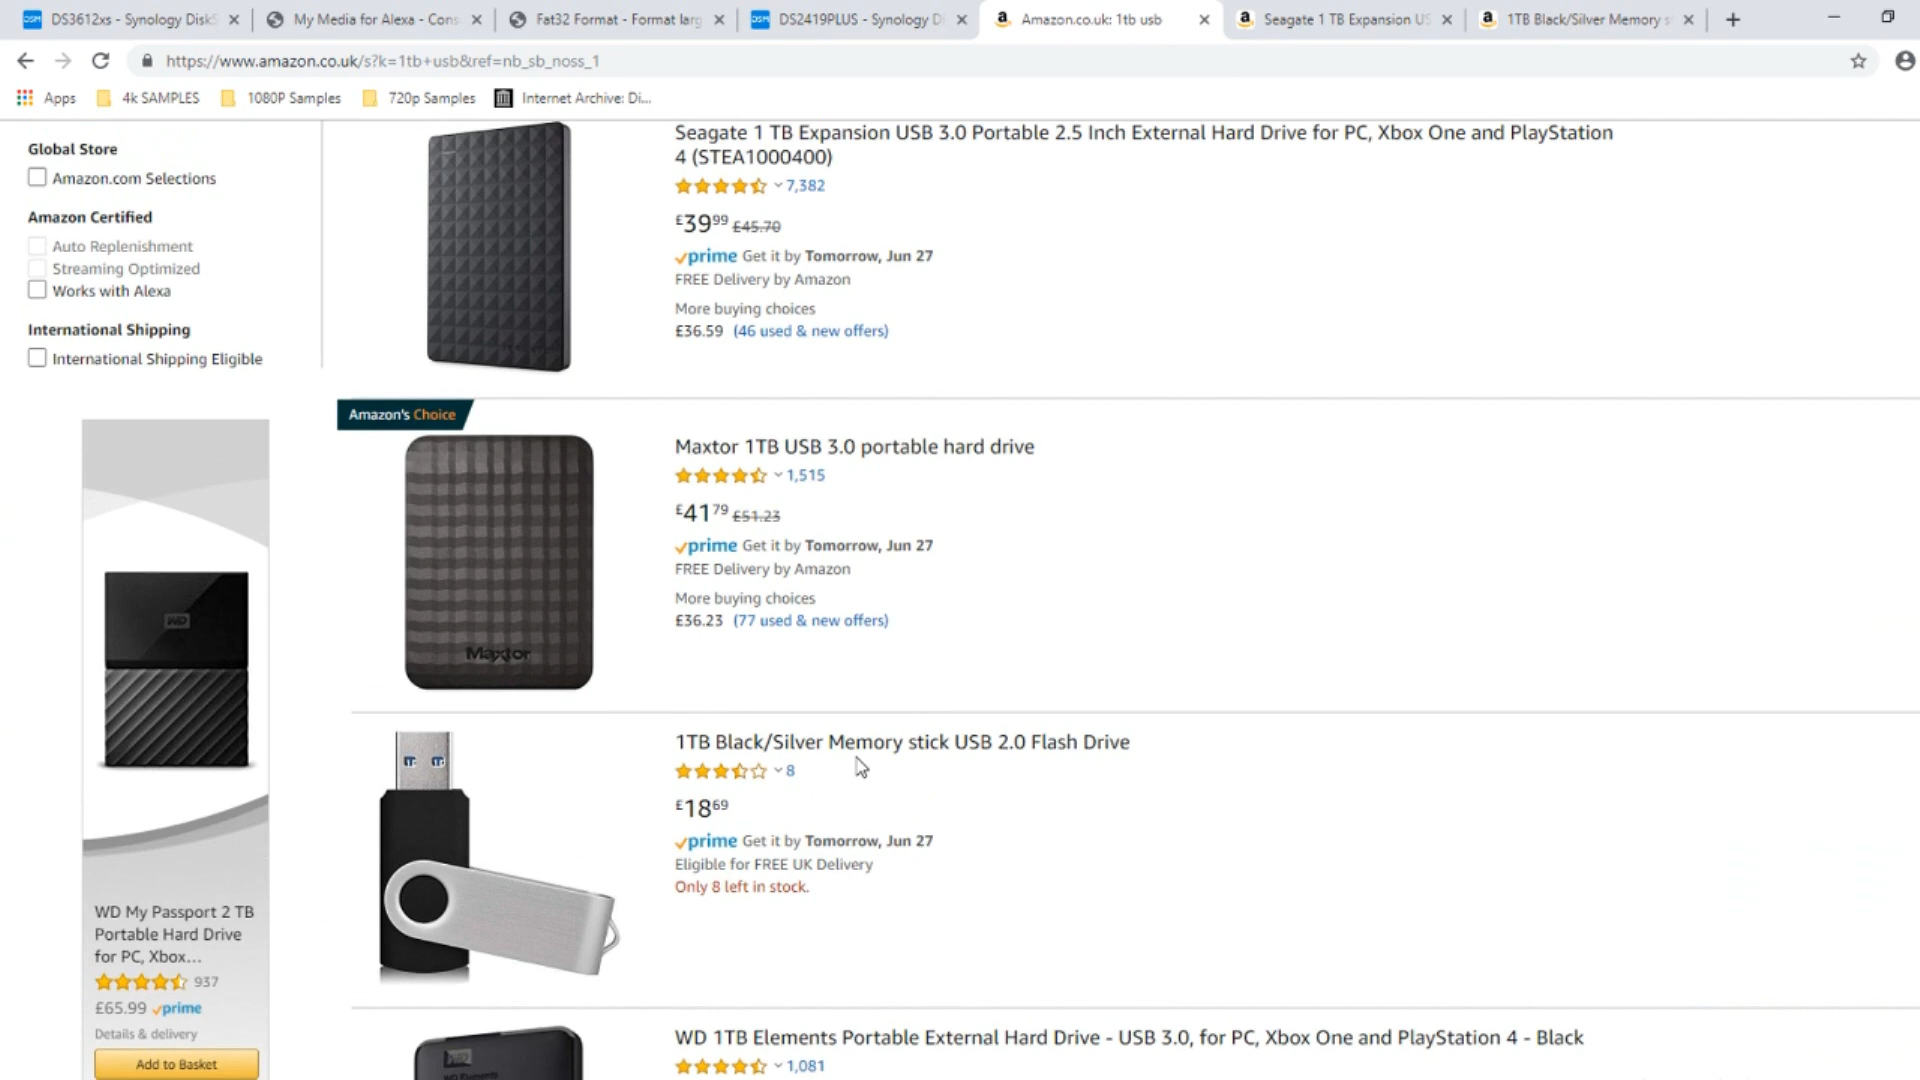 DS3612xs - Synology DiskS
My Media for Alexa - Cons
Fat32 Format - Format larg
DS2419PLUS - Synology Di
Amazon.co.uk: 1tb usb
Seagate 1 TB Expansion US
1TB Black/Silver Memory s
https://www.amazon.co.uk/s?k=1tb+usb&ref=nb_sb_noss_1
Apps
4k SAMPLES
1080P Samples
720p Samples
Internet Archive: Di...
Global Store
Amazon.com Selections
Amazon Certified
Auto Replenishment
Streaming Optimized
Works with Alexa
International Shipping
International Shipping Eligible
WD
WD My Passport 2 TB
Portable Hard Drive
for PC, Xbox...
937
£65.99 prime
Details & delivery
Add to Basket
Seagate 1 TB Expansion USB 3.0 Portable 2.5 Inch External Hard Drive for PC, Xbox One and PlayStation
4 (STEA1000400)
7,382
£39.99 £45.70
prime Get it by Tomorrow, Jun 27
FREE Delivery by Amazon
More buying choices
£36.59 (46 used & new offers)
Amazon's Choice
Maxtor
Maxtor 1TB USB 3.0 portable hard drive
1,515
£41.79 £51.23
prime Get it by Tomorrow, Jun 27
FREE Delivery by Amazon
More buying choices
£36.23 (77 used & new offers)
1TB Black/Silver Memory stick USB 2.0 Flash Drive
8
£18.69
prime Get it by Tomorrow, Jun 27
Eligible for FREE UK Delivery
Only 8 left in stock.
WD
WD Elements
WD 1TB Elements Portable External Hard Drive - USB 3.0, for PC, Xbox One and PlayStation 4 - Black
1,081